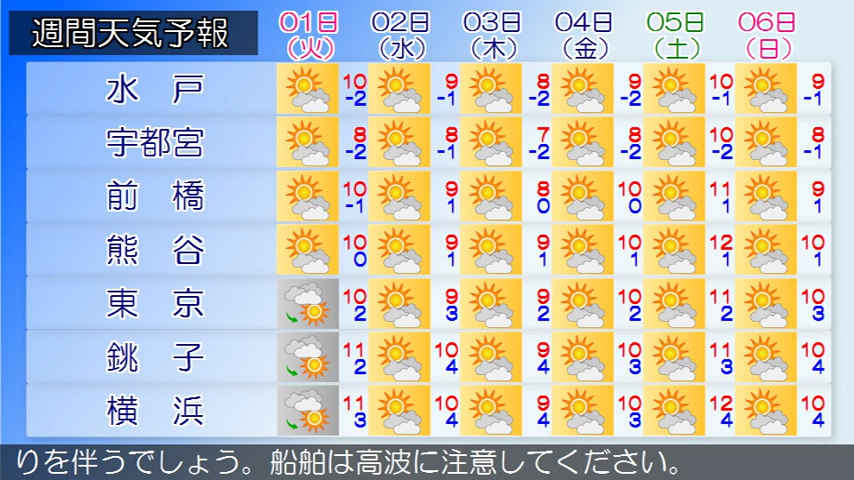 週間天気予報
01日 02日 03日 04日 05日 06日
(火) (水) (木) (金) (土) (日)
水戸 10 -2 9 -1 8 -2 9 -2 10 -1 9 -1
宇都宮 8 -2 8 -1 7 -2 8 -2 10 -2 8 -1
前橋 10 -1 9 1 8 0 10 0 11 1 9 1
熊谷 10 0 9 1 9 1 10 1 12 1 10 1
東京 10 2 9 3 9 2 10 2 11 2 10 3
銚子 11 2 10 4 9 4 10 3 11 3 10 4
横浜 11 3 10 4 9 4 10 3 12 4 10 4
りを伴うでしょう。船舶は高波に注意してください。